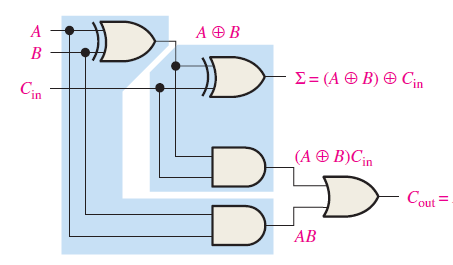 A
A ⊕ B
B
C_in
Σ = (A ⊕ B) ⊕ C_in
(A ⊕ B)C_in
C_out =
AB